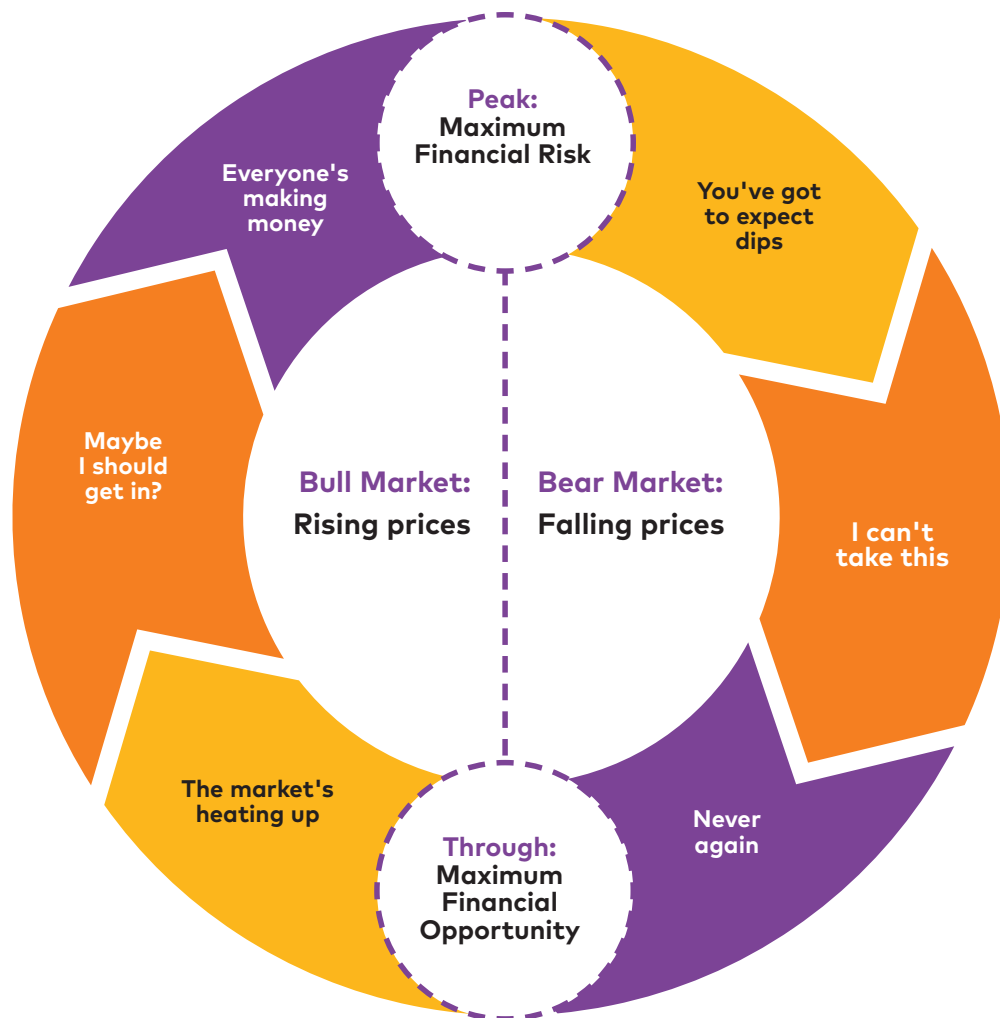 Peak:
Maximum
Financial Risk
Everyone's
making
money
You've got
to expect
dips
Maybe
I should
get in?
Bull Market:
Rising prices
Bear Market:
Falling prices
I can't
take this
The market's
heating up
Never
again
Through:
Maximum
Financial
Opportunity